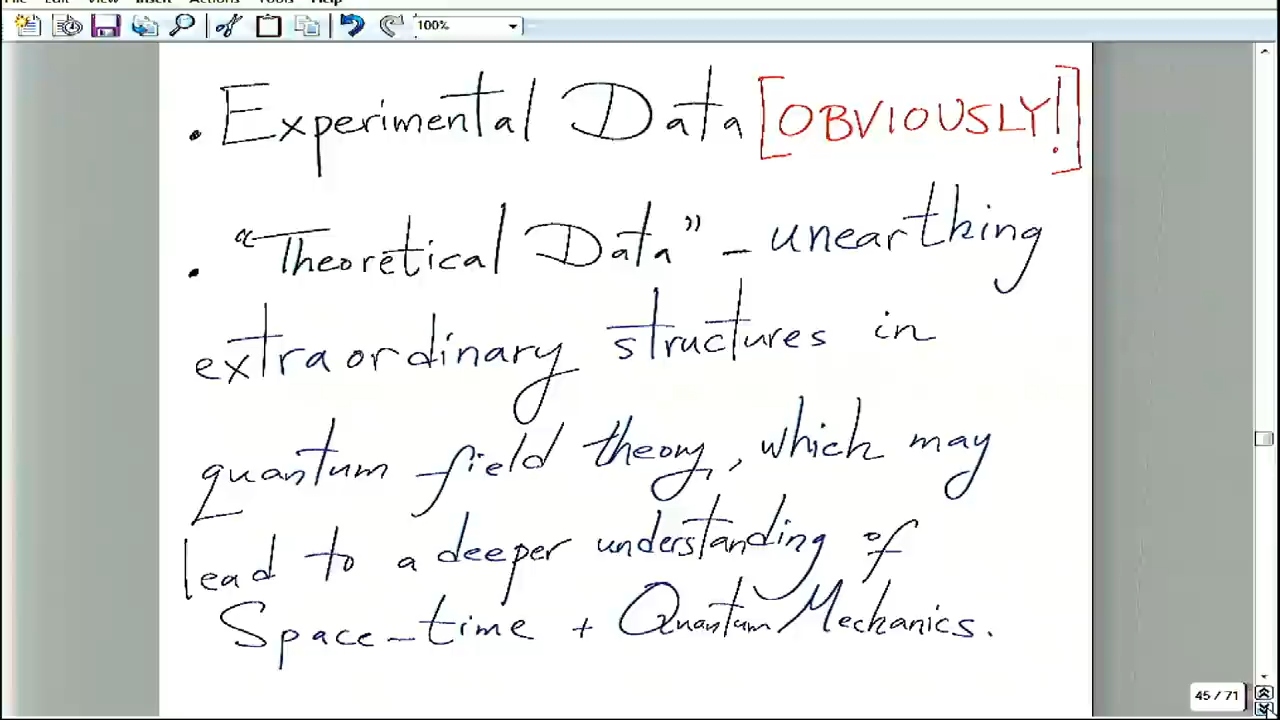 File Edit View Insert Actions Tools Help
100%
. Experimental Data [OBVIOUSLY!]
. "Theoretical Data" - unearthing
extraordinary structures in
quantum field theory, which may
lead to a deeper understanding of
Space-time + Quantum Mechanics.
45 / 71